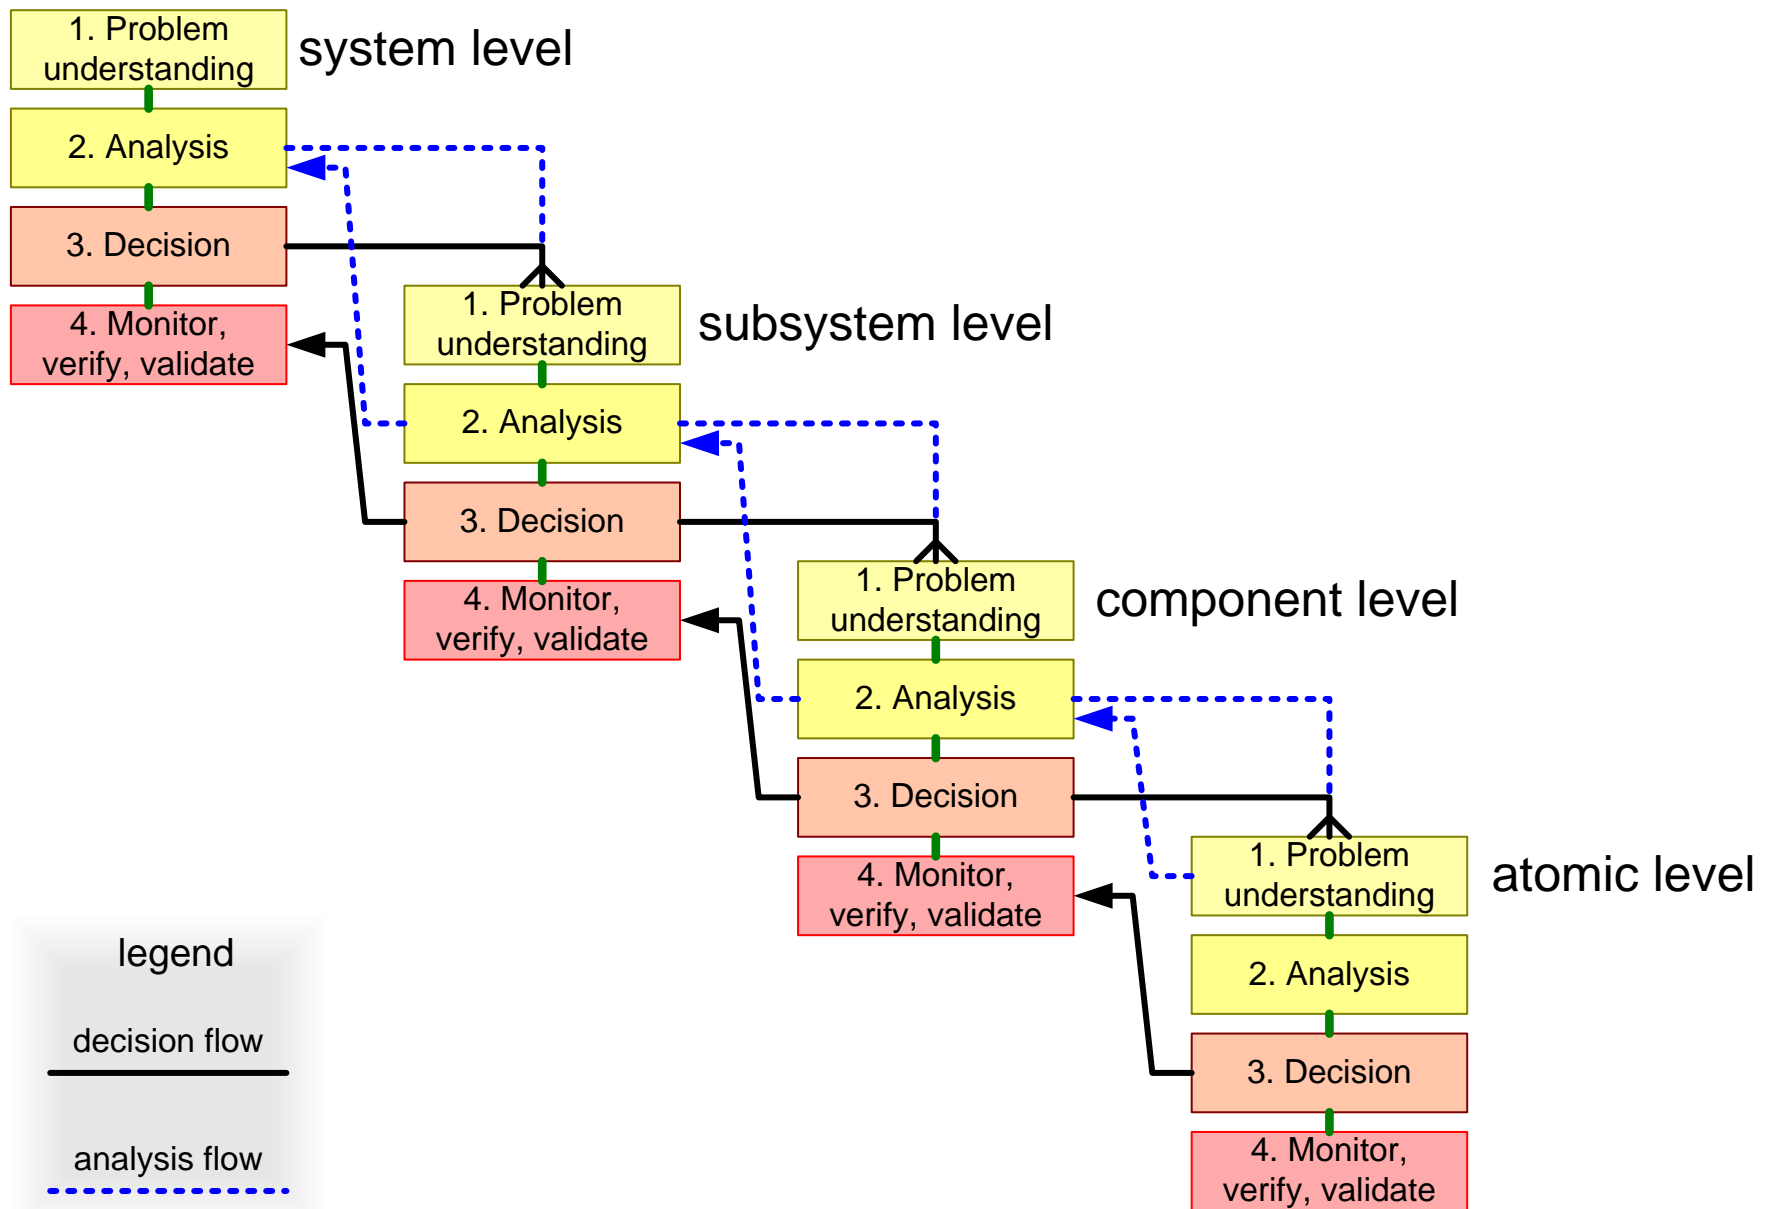 1. Problem
understanding
system level
2. Analysis
3. Decision
4. Monitor,
verify, validate
1. Problem
understanding
subsystem level
2. Analysis
3. Decision
4. Monitor,
verify, validate
1. Problem
understanding
component level
2. Analysis
3. Decision
4. Monitor,
verify, validate
1. Problem
understanding
atomic level
2. Analysis
3. Decision
4. Monitor,
verify, validate
legend
decision flow
analysis flow